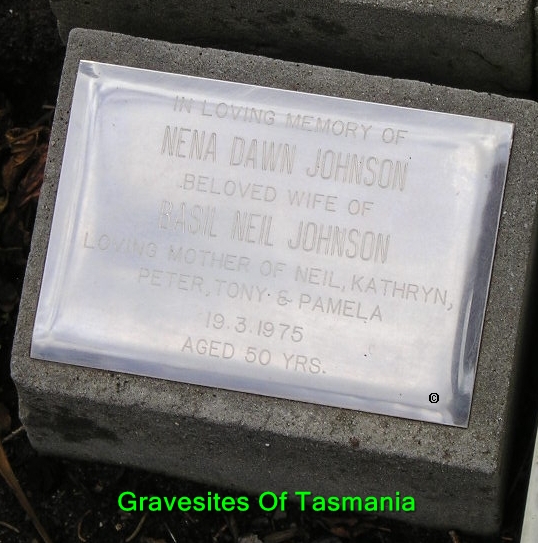 IN LOVING MEMORY OF
NENA DAWN JOHNSON
BELOVED WIFE OF
BASIL NEIL JOHNSON
LOVING MOTHER OF NEIL, KATHRYN,
PETER, TONY & PAMELA
19.3.1975
AGED 50 YRS.
©
Gravesites Of Tasmania